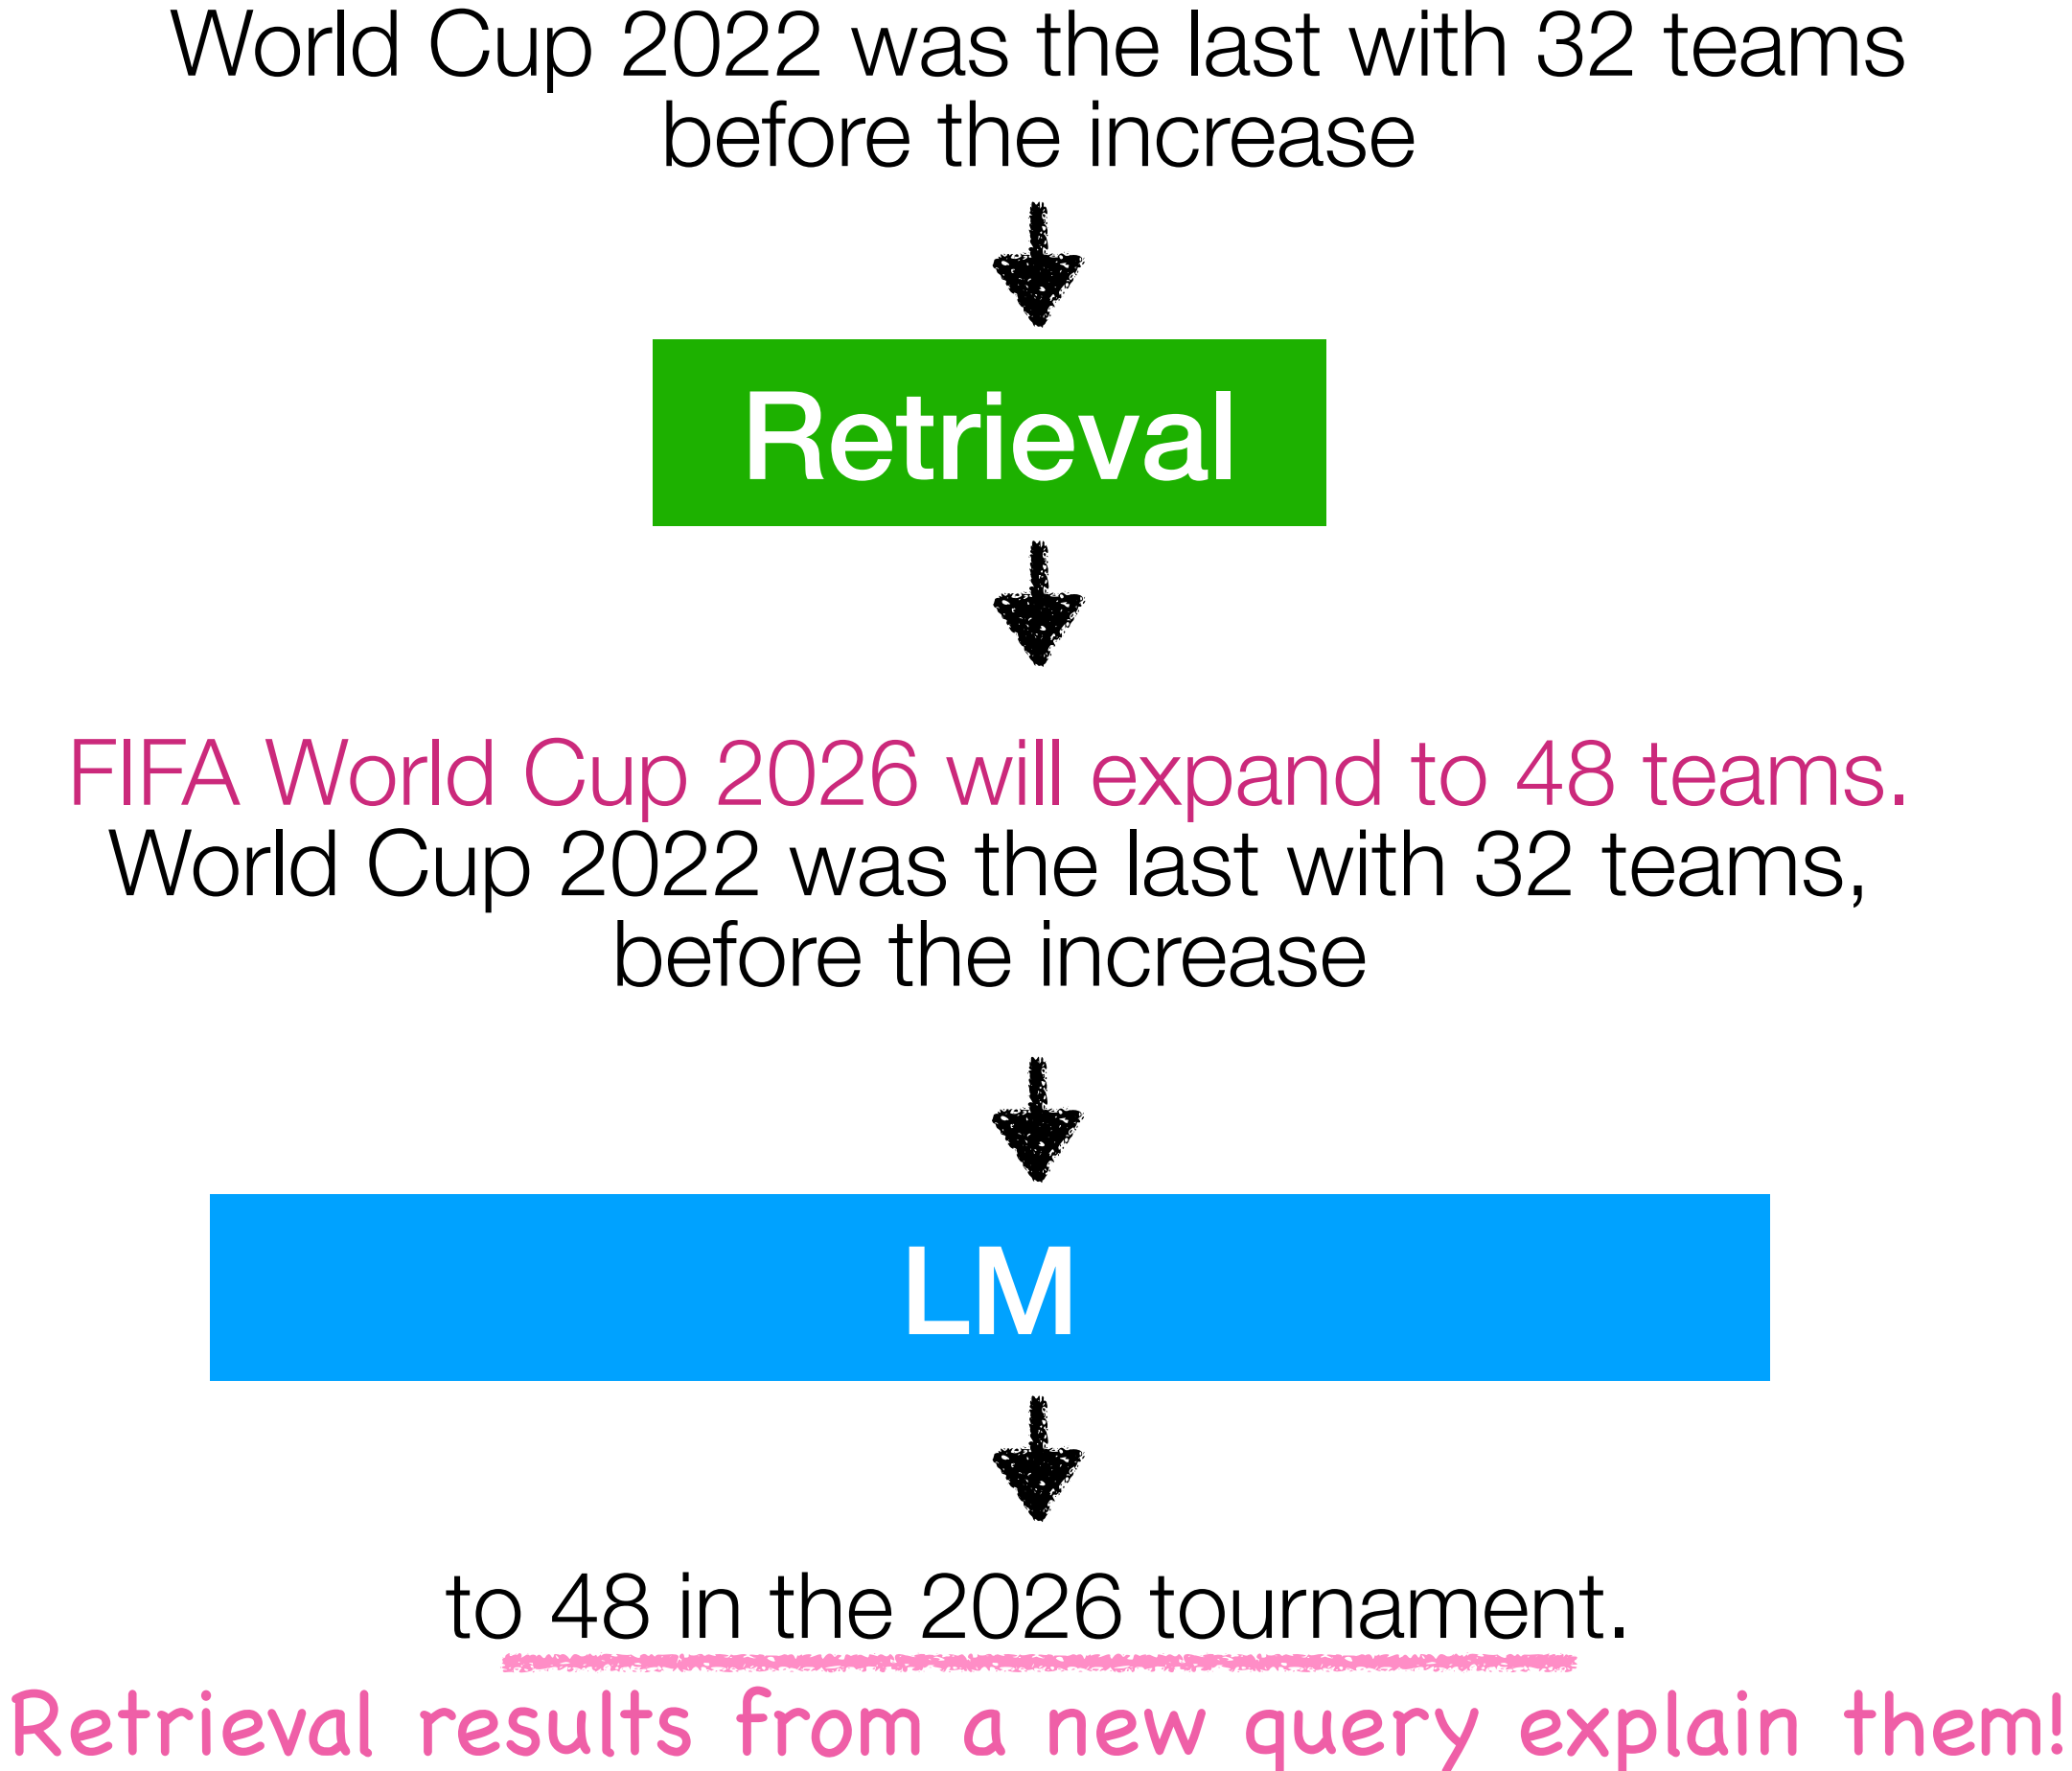 World Cup 2022 was the last with 32 teams
before the increase
Retrieval
FIFA World Cup 2026 will expand to 48 teams.
World Cup 2022 was the last with 32 teams,
before the increase
LM
to 48 in the 2026 tournament.
Retrieval results from a new query explain them!